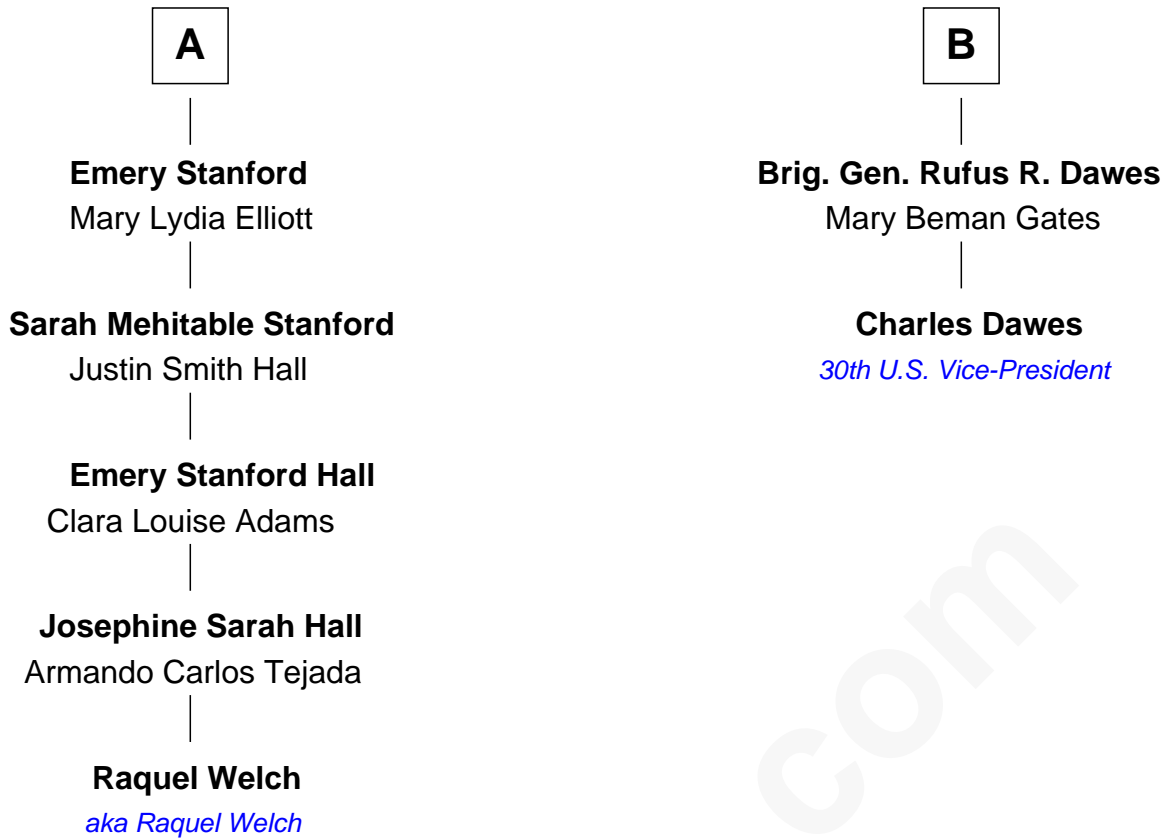 A
Emery Stanford
Mary Lydia Elliott
Sarah Mehitable Stanford
Justin Smith Hall
Emery Stanford Hall
Clara Louise Adams
Josephine Sarah Hall
Armando Carlos Tejada
Raquel Welch
aka Raquel Welch
B
Brig. Gen. Rufus R. Dawes
Mary Beman Gates
Charles Dawes
30th U.S. Vice-President
com